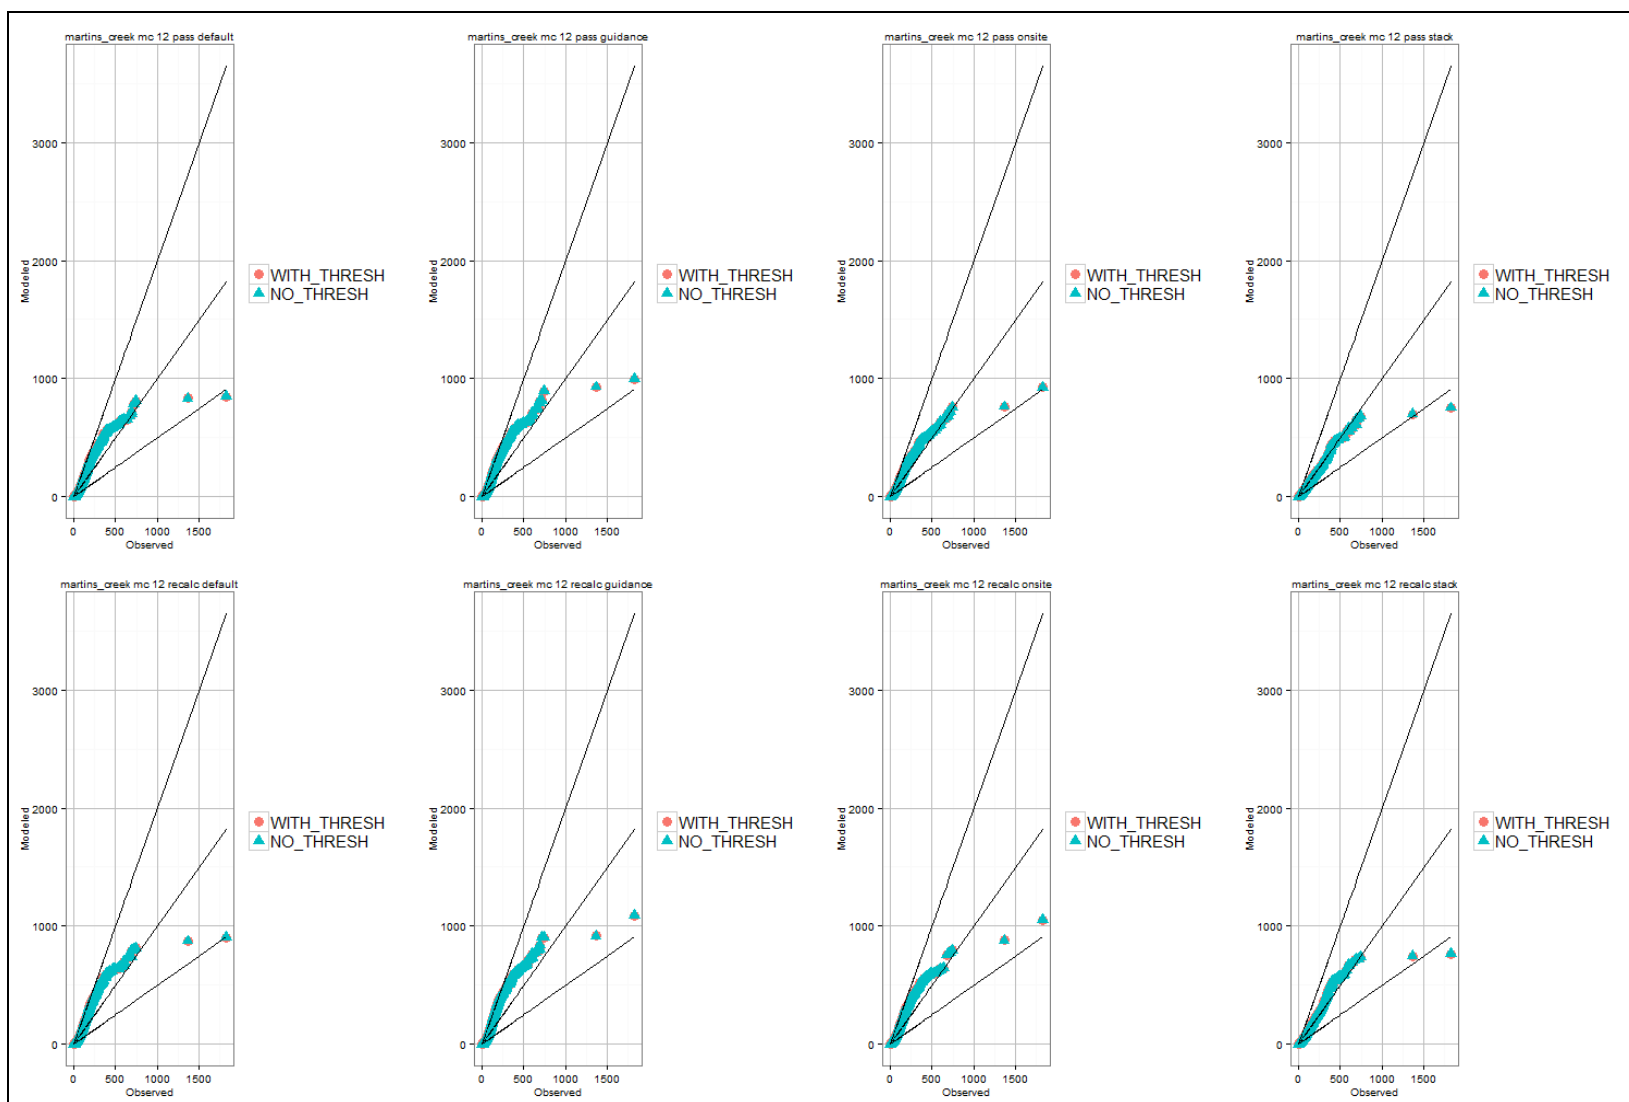 martins_creek mc 12 pass default
martins_creek mc 12 pass guidance
martins_creek mc 12 pass onsite
martins_creek mc 12 pass stack
3000
2000
1000
0
Modeled
0 500 1000 1500
Observed
WITH_THRESH
NO_THRESH
3000
2000
1000
0
Modeled
0 500 1000 1500
Observed
WITH_THRESH
NO_THRESH
3000
2000
1000
0
Modeled
0 500 1000 1500
Observed
WITH_THRESH
NO_THRESH
3000
2000
1000
0
Modeled
0 500 1000 1500
Observed
WITH_THRESH
NO_THRESH
martins_creek mc 12 recalc default
martins_creek mc 12 recalc guidance
martins_creek mc 12 recalc onsite
martins_creek mc 12 recalc stack
3000
2000
1000
0
Modeled
0 500 1000 1500
Observed
WITH_THRESH
NO_THRESH
3000
2000
1000
0
Modeled
0 500 1000 1500
Observed
WITH_THRESH
NO_THRESH
3000
2000
1000
0
Modeled
0 500 1000 1500
Observed
WITH_THRESH
NO_THRESH
3000
2000
1000
0
Modeled
0 500 1000 1500
Observed
WITH_THRESH
NO_THRESH